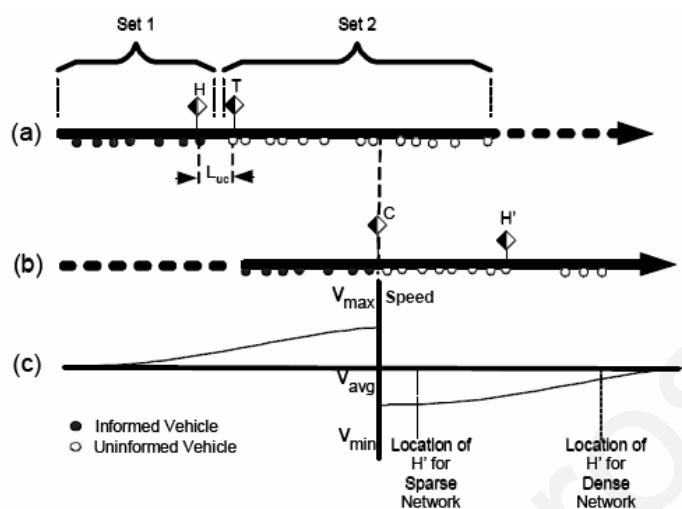 Set 1
Set 2
H
T
(a)
Luc
C
H'
(b)
Vmax
Speed
(c)
Vavg
Vmin
Informed Vehicle
Uninformed Vehicle
Location of
H' for
Sparse
Network
Location of
H' for
Dense
Network